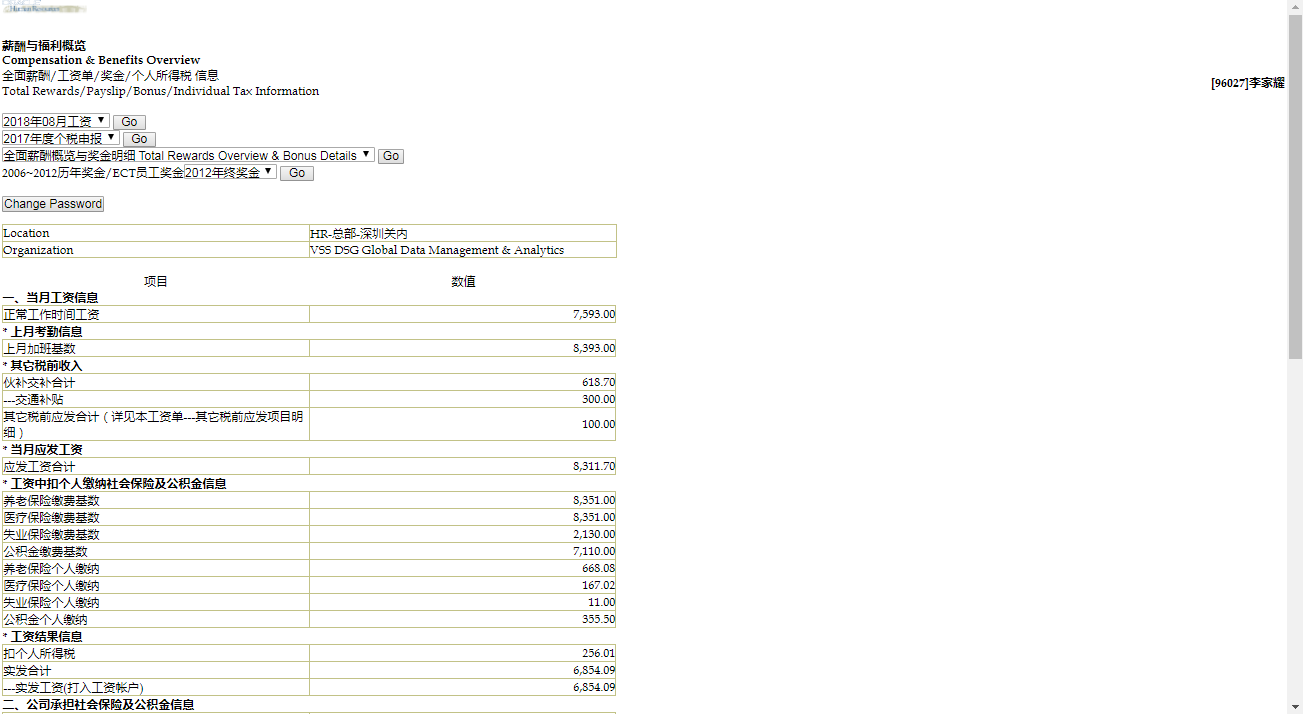 薪酬与福利概览
Compensation & Benefits Overview
全面薪酬/工资单/奖金/个人所得税 信息
Total Rewards/Payslip/Bonus/Individual Tax Information
[96027]李家耀
2018年08月工资 Go
2017年度个税申报 Go
全面薪酬概览与奖金明细 Total Rewards Overview & Bonus Details Go
2006~2012历年奖金/ECT员工奖金 2012年终奖金 Go
Change Password
Location HR-总部-深圳关内
Organization VSS DSG Global Data Management & Analytics
项目 数值
一、当月工资信息
正常工作时间工资 7,593.00
* 上月考勤信息
上月加班基数 8,393.00
* 其它税前收入
伙补交补合计 618.70
---交通补贴 300.00
其它税前应发合计（详见本工资单---其它税前应发项目明
细） 100.00
* 当月应发工资
应发工资合计 8,311.70
* 工资中扣个人缴纳社会保险及公积金信息
养老保险缴费基数 8,351.00
医疗保险缴费基数 8,351.00
失业保险缴费基数 2,130.00
公积金缴费基数 7,110.00
养老保险个人缴纳 668.08
医疗保险个人缴纳 167.02
失业保险个人缴纳 11.00
公积金个人缴纳 355.50
* 工资结果信息
扣个人所得税 256.01
实发合计 6,854.09
---实发工资(打入工资帐户) 6,854.09
二、公司承担社会保险及公积金信息